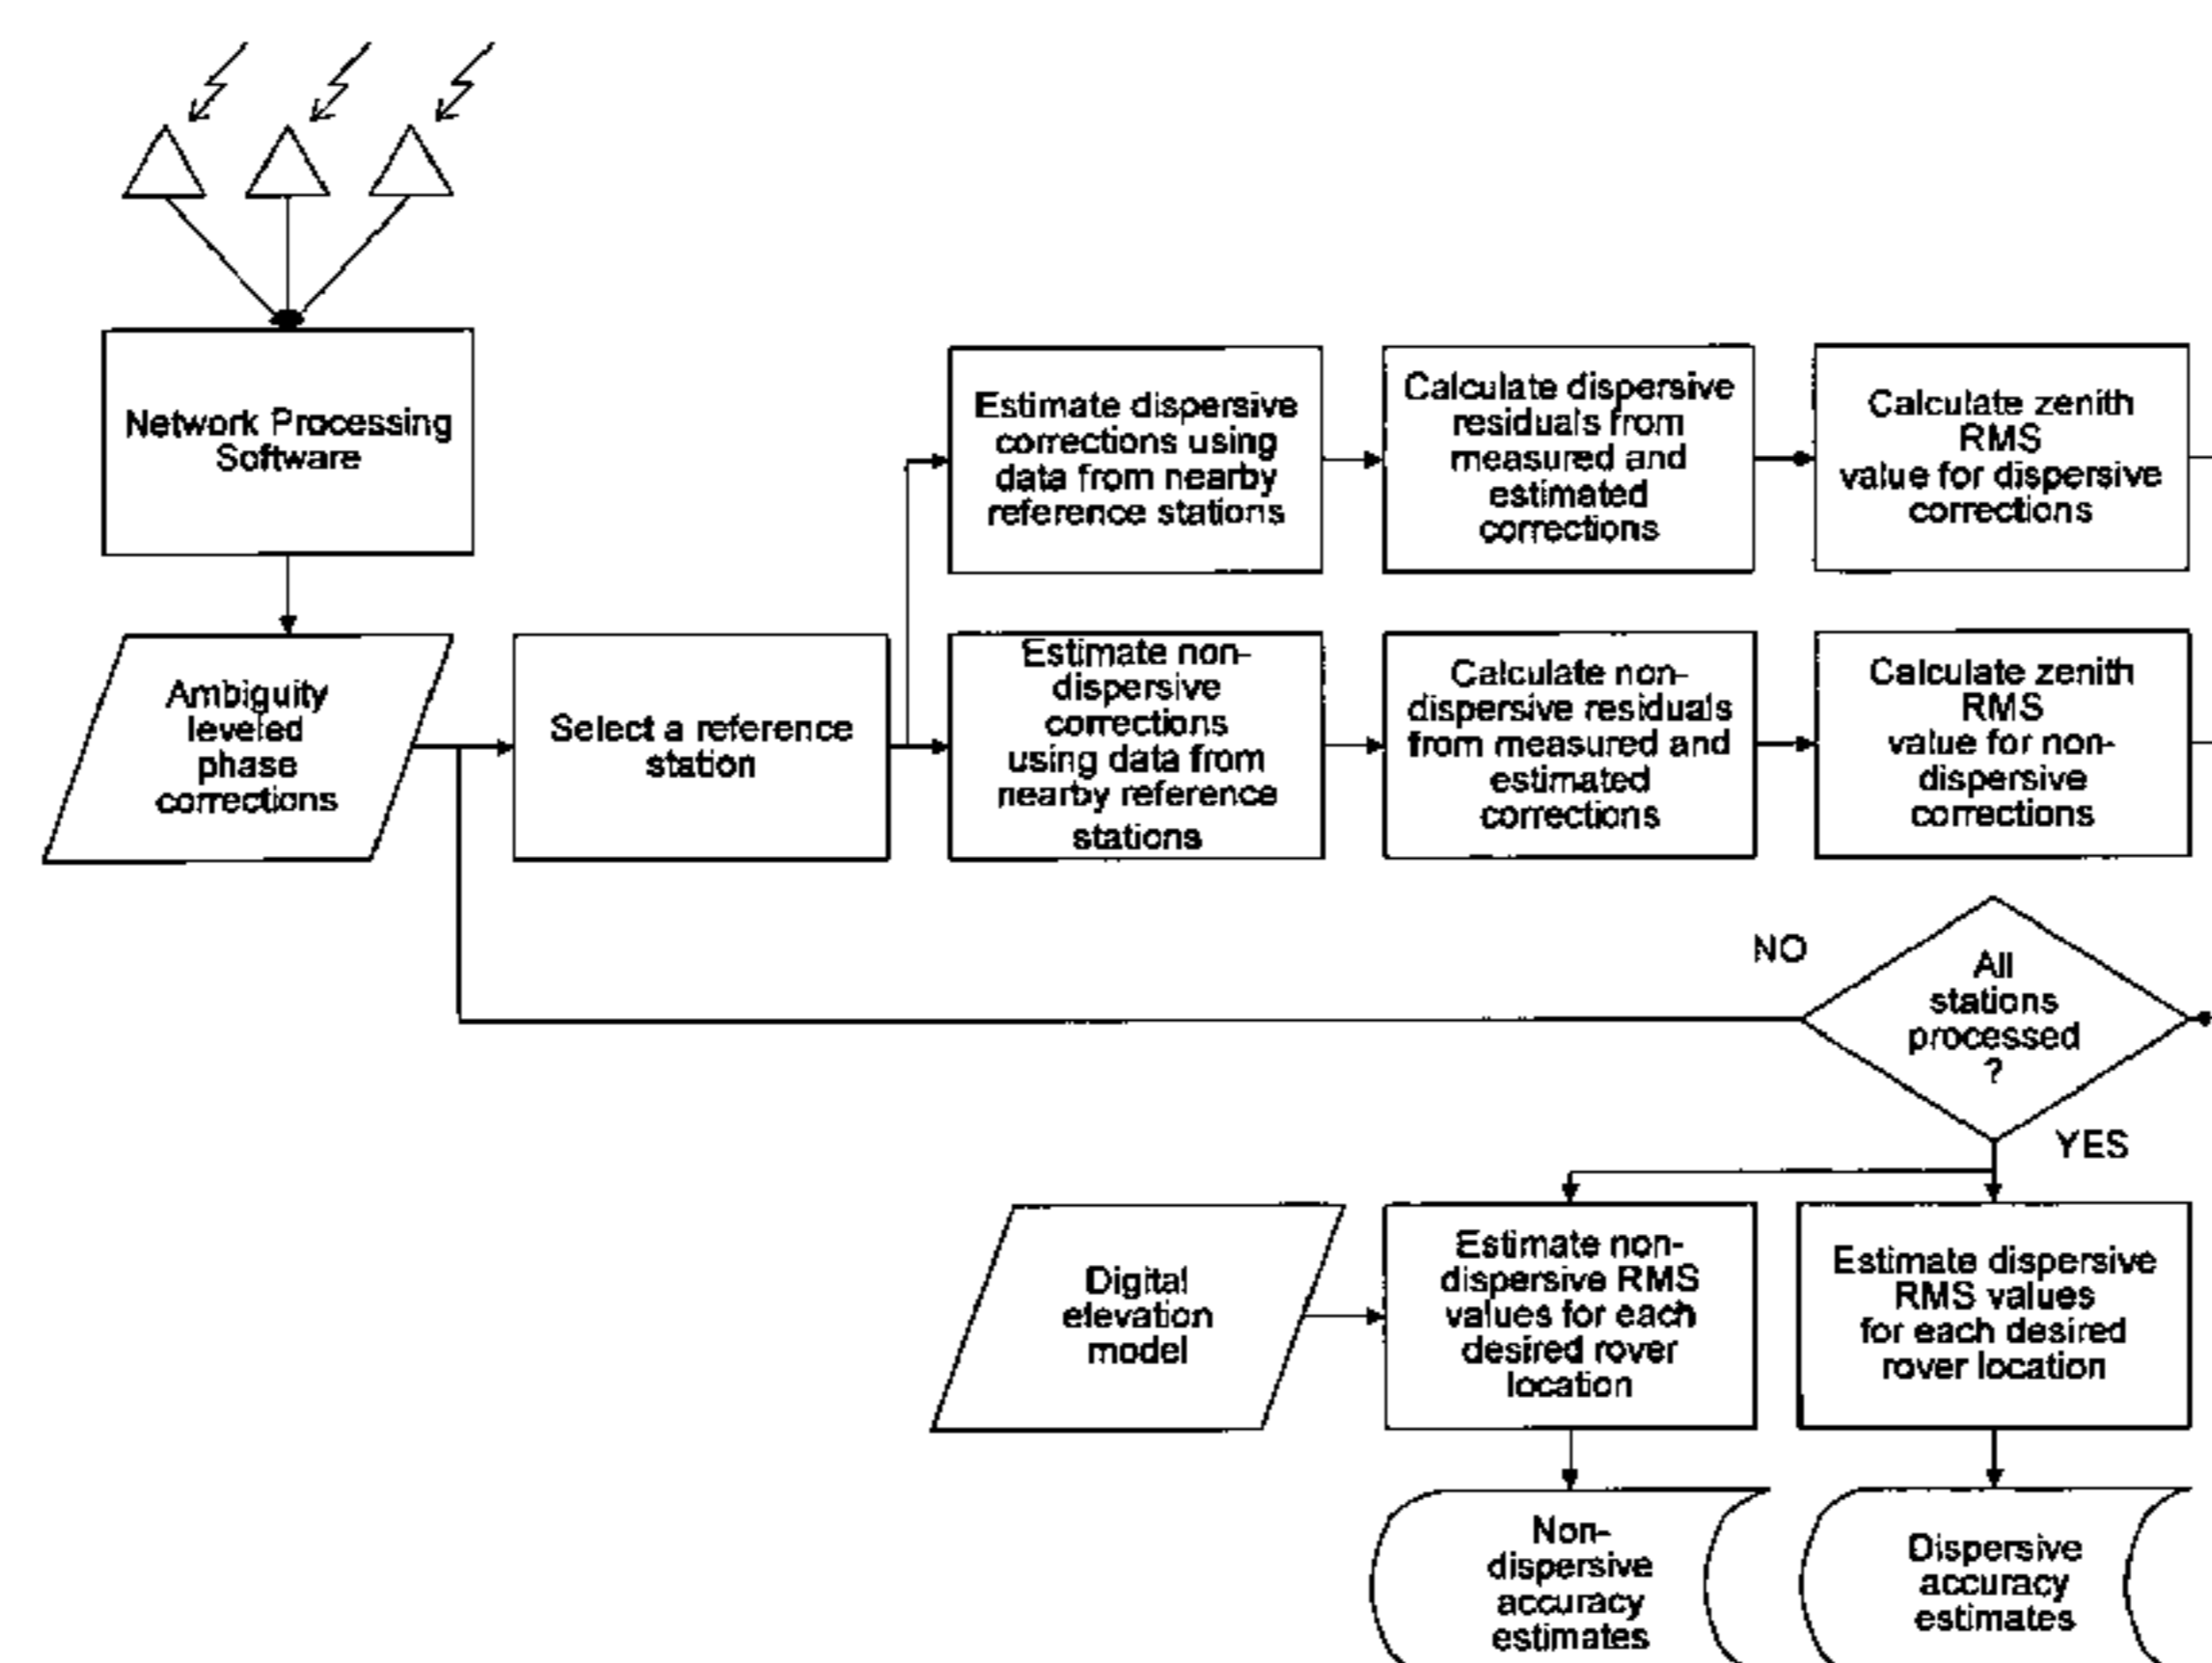 Network Processing
Software
Estimate dispersive
corrections using
data from nearby
reference stations
Calculate dispersive
residuals from
measured and
estimated
corrections
Calculate zenith
RMS
value for dispersive
corrections
Ambiguity
leveled
phase
corrections
Select a reference
station
Estimate non-
dispersive
corrections
using data from
nearby reference
stations
Calculate non-
dispersive residuals
from measured and
estimated
corrections
Calculate zenith
RMS
value for non-
dispersive
corrections
NO
All
stations
processed
?
YES
Digital
elevation
model
Estimate non-
dispersive RMS
values for each
desired rover
location
Estimate dispersive
RMS values
for each desired
rover location
Non-
dispersive
accuracy
estimates
Dispersive
accuracy
estimates